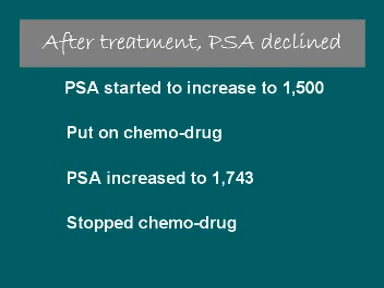 After treatment, PSA declined
PSA started to increase to 1,500
Put on chemo-drug
PSA increased to 1,743
Stopped chemo-drug